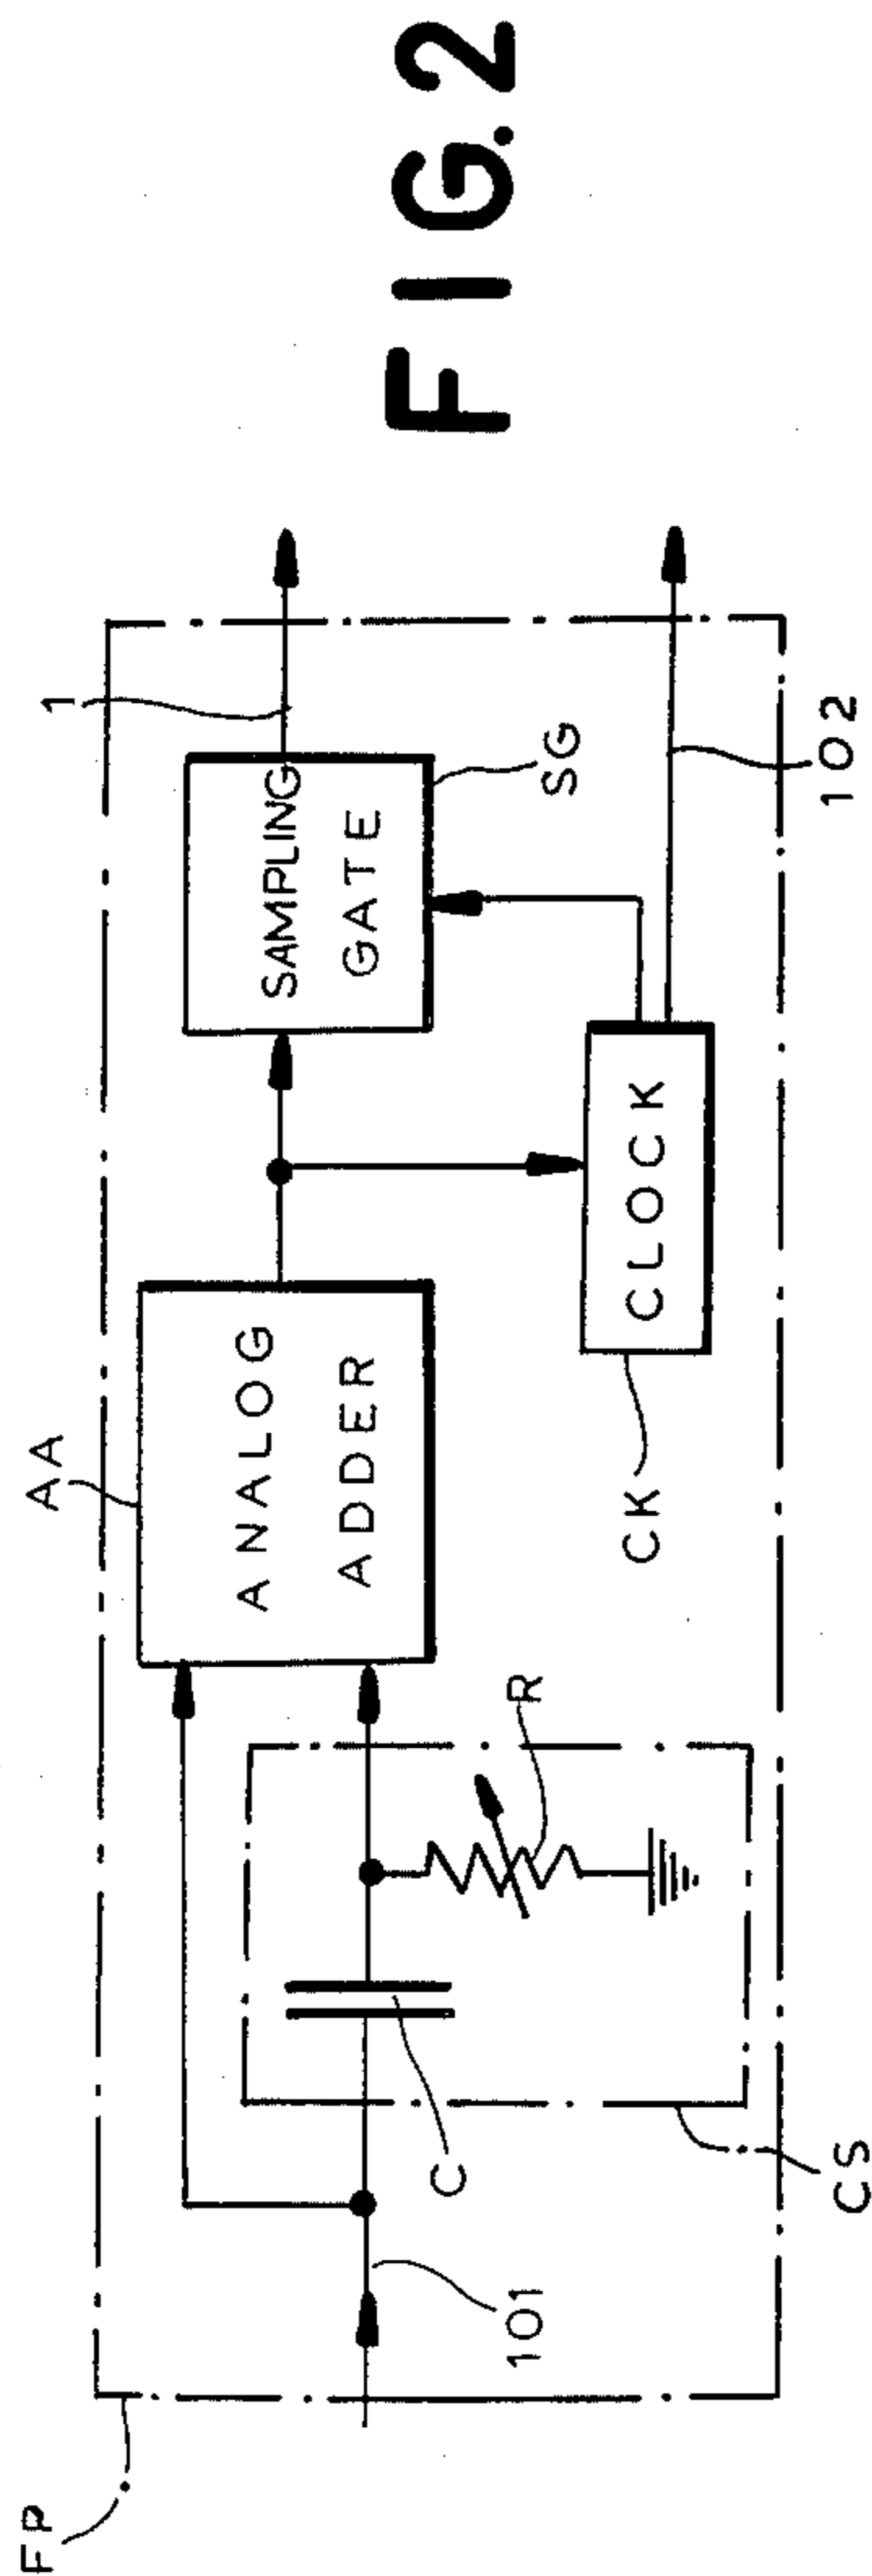 FP
AA
1
ANALOG
ADDER
SAMPLING
GATE
SG
101
C
R
CLOCK
CK
CS
102
FIG.2